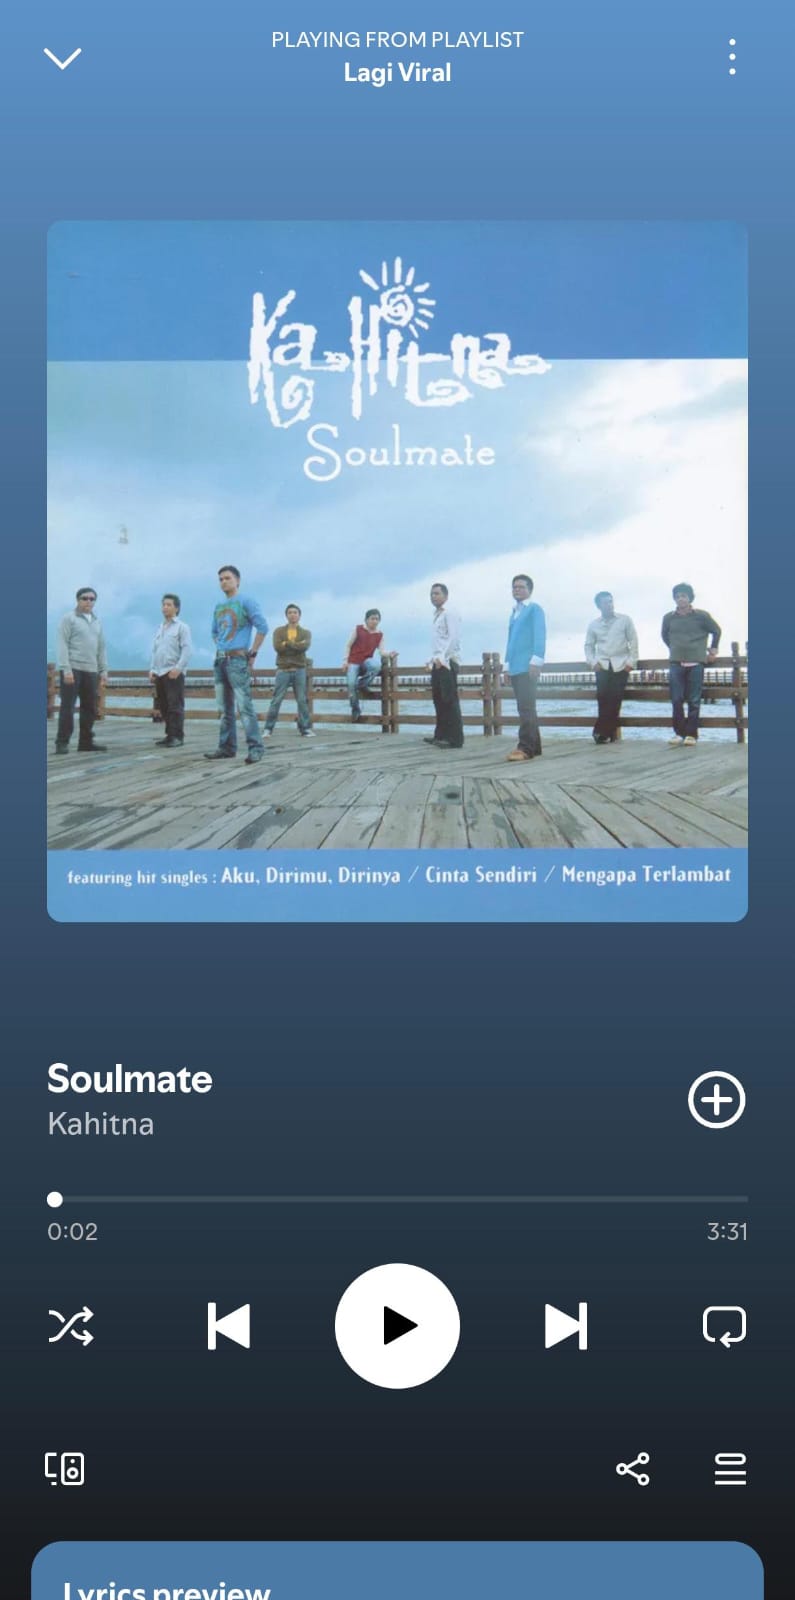 PLAYING FROM PLAYLIST
Lagi Viral
Kahitna
Soulmate
featuring hit singles : Aku, Dirimu, Dirinya / Cinta Sendiri / Mengapa Terlambat
Soulmate
Kahitna
0:02
3:31
Lyrics preview